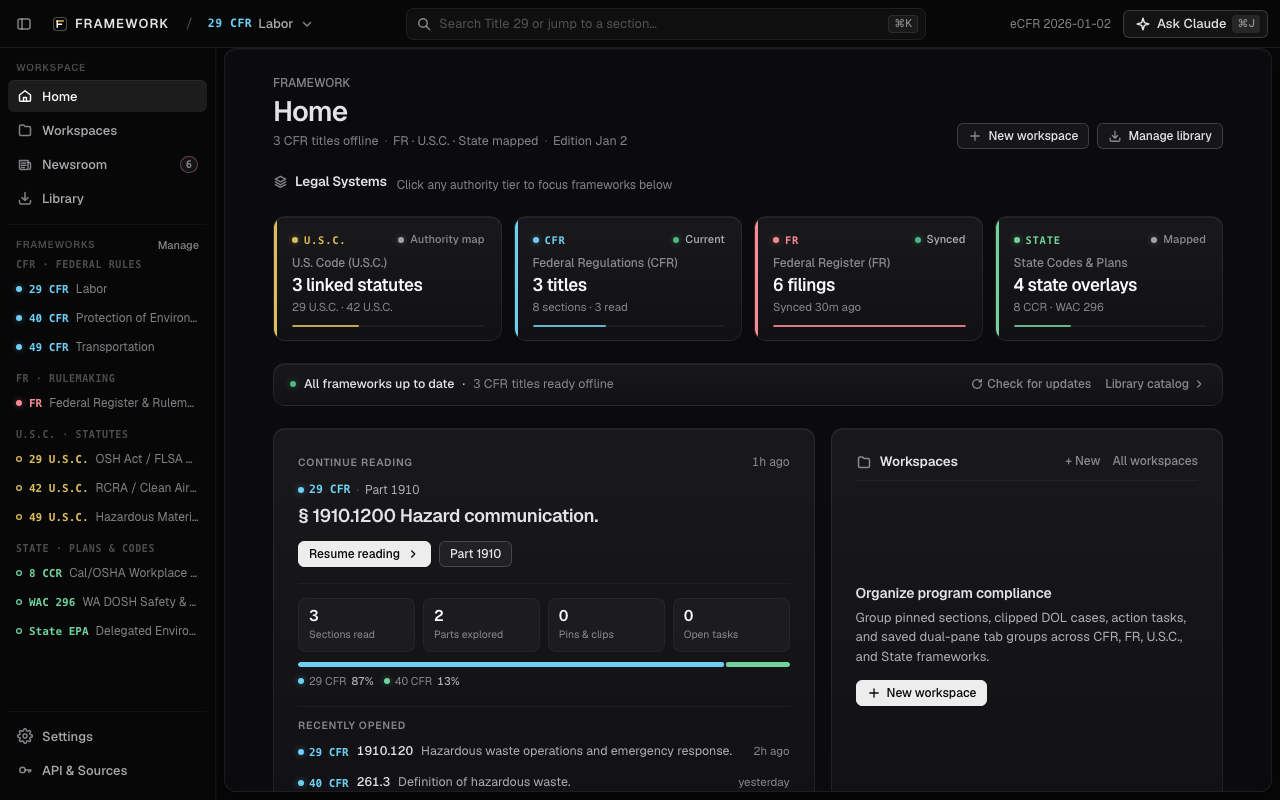 FRAMEWORK / 29 CFR Labor
Search Title 29 or jump to a section… ⌘K
eCFR 2026-01-02
Ask Claude ⌘J
WORKSPACE
Home
Workspaces
Newsroom 6
Library
FRAMEWORKS Manage
CFR · FEDERAL RULES
29 CFR Labor
40 CFR Protection of Environ…
49 CFR Transportation
FR · RULEMAKING
FR Federal Register & Rulem…
U.S.C. · STATUTES
29 U.S.C. OSH Act / FLSA …
42 U.S.C. RCRA / Clean Air…
49 U.S.C. Hazardous Materi…
STATE · PLANS & CODES
8 CCR Cal/OSHA Workplace …
WAC 296 WA DOSH Safety & …
State EPA Delegated Enviro…
Settings
API & Sources
FRAMEWORK
Home
3 CFR titles offline · FR · U.S.C. · State mapped · Edition Jan 2
New workspace
Manage library
Legal Systems Click any authority tier to focus frameworks below
U.S.C. Authority map
U.S. Code (U.S.C.)
3 linked statutes
29 U.S.C. · 42 U.S.C.
CFR Current
Federal Regulations (CFR)
3 titles
8 sections · 3 read
FR Synced
Federal Register (FR)
6 filings
Synced 30m ago
STATE Mapped
State Codes & Plans
4 state overlays
8 CCR · WAC 296
All frameworks up to date · 3 CFR titles ready offline
Check for updates Library catalog
CONTINUE READING 1h ago
29 CFR · Part 1910
§ 1910.1200 Hazard communication.
Resume reading
Part 1910
3
Sections read
2
Parts explored
0
Pins & clips
0
Open tasks
29 CFR 87% 40 CFR 13%
RECENTLY OPENED
29 CFR 1910.120 Hazardous waste operations and emergency response. 2h ago
40 CFR 261.3 Definition of hazardous waste. yesterday
Workspaces + New All workspaces
Organize program compliance
Group pinned sections, clipped DOL cases, action tasks,
and saved dual-pane tab groups across CFR, FR, U.S.C.,
and State frameworks.
New workspace